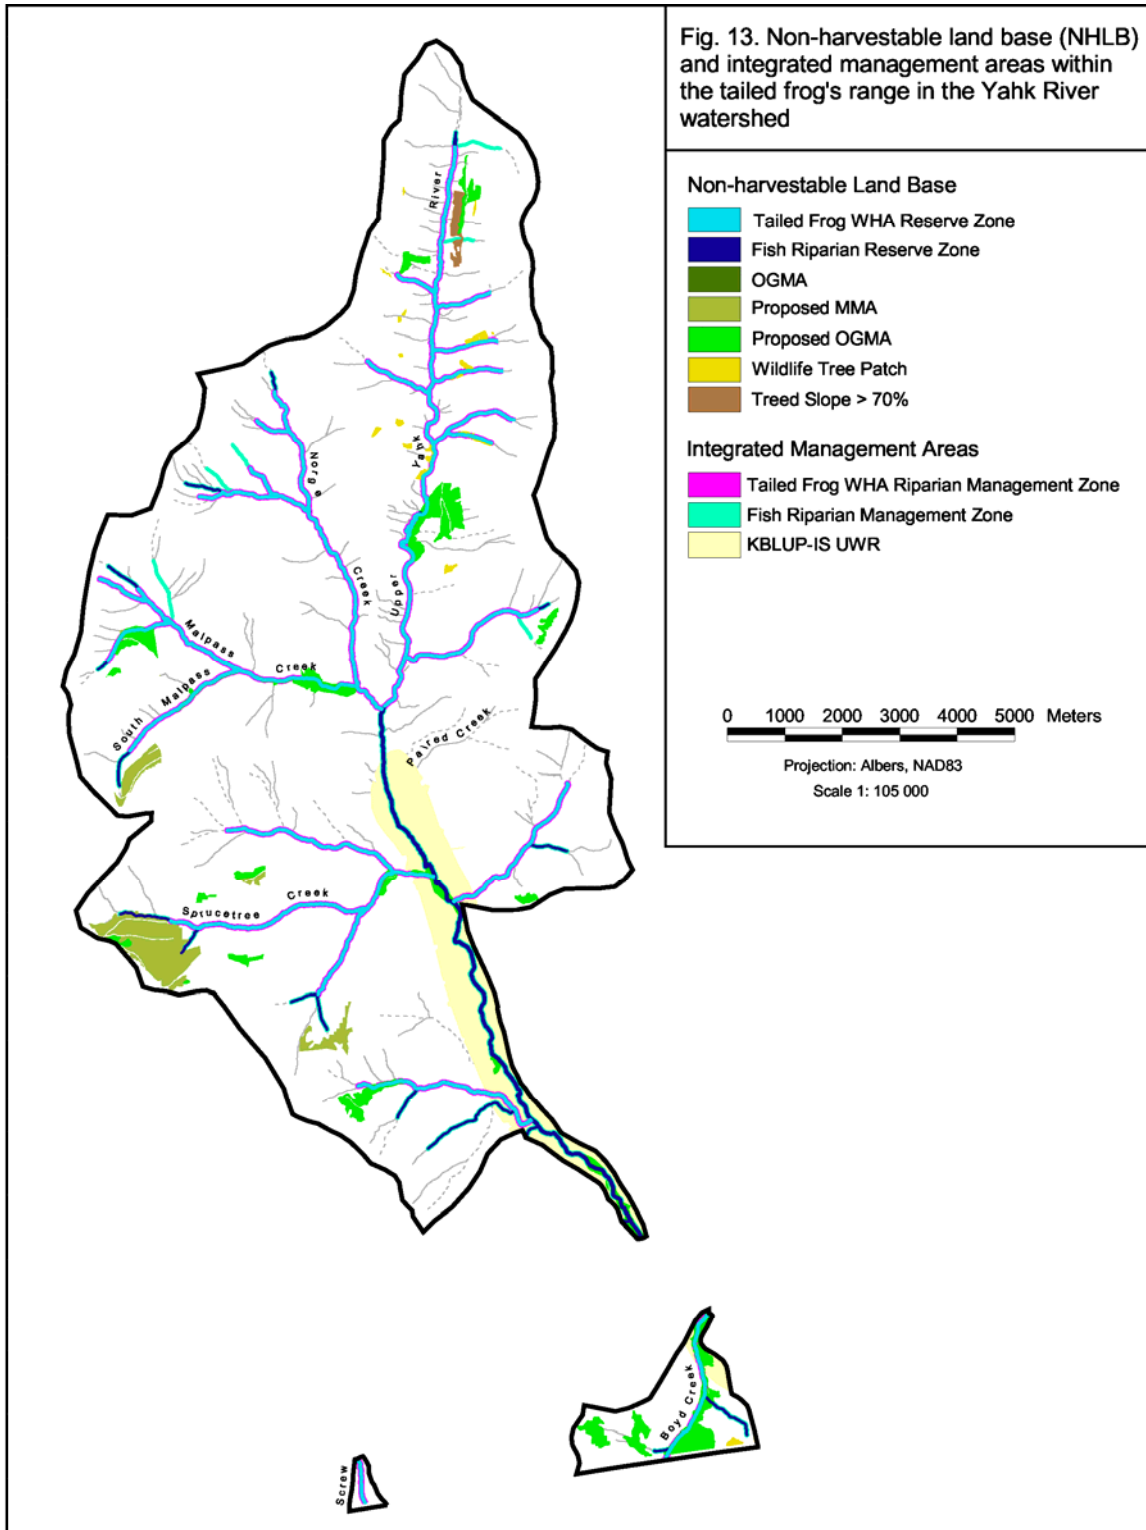 Fig. 13. Non-harvestable land base (NHLB)
and integrated management areas within
the tailed frog's range in the Yahk River
watershed
Non-harvestable Land Base
Tailed Frog WHA Reserve Zone
Fish Riparian Reserve Zone
OGMA
Proposed MMA
Proposed OGMA
Wildlife Tree Patch
Treed Slope > 70%
Integrated Management Areas
Tailed Frog WHA Riparian Management Zone
Fish Riparian Management Zone
KBLUP-IS UWR
0 1000 2000 3000 4000 5000 Meters
Projection: Albers, NAD83
Scale 1: 105 000
Upper Yahk River
Norge Creek
Malpass Creek
South Malpass
Paired Creek
Sprucetree Creek
Boyd Creek
Screw